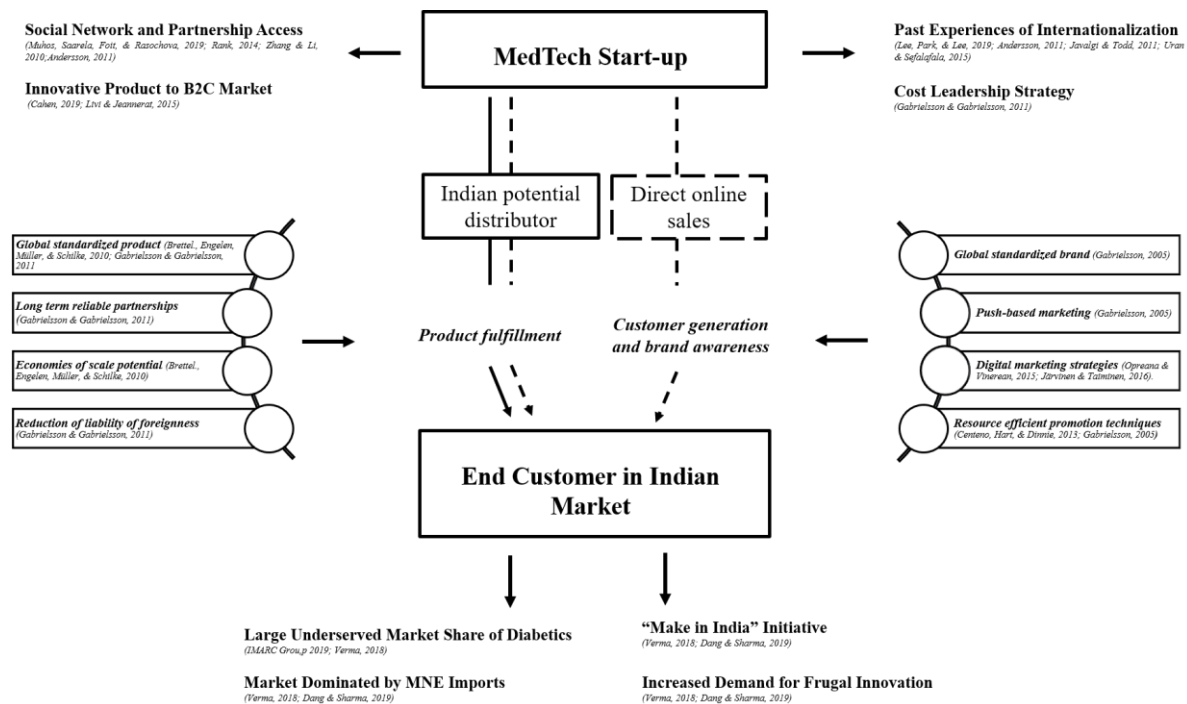 Social Network and Partnership Access
(Muhos, Saarela, Fott, & Rasochova, 2019; Rank, 2014; Zhang & Li,
2010;Andersson, 2011)
Innovative Product to B2C Market
(Cahen, 2019; Livi & Jeannerat, 2015)
MedTech Start-up
Past Experiences of Internationalization
(Lee, Park, & Lee, 2019; Andersson, 2011; Javalgi & Todd, 2011; Uran
& Sefalafala, 2015)
Cost Leadership Strategy
(Gabrielsson & Gabrielsson, 2011)
Indian potential
distributor
Direct online
sales
Global standardized product (Brettel., Engelen,
Müller, & Schilke, 2010; Gabrielsson & Gabrielsson,
2011
Long term reliable partnerships
(Gabrielsson & Gabrielsson, 2011)
Economies of scale potential (Brettel.,
Engelen, Müller, & Schilke, 2010)
Reduction of liability of foreignness
(Gabrielsson & Gabrielsson, 2011)
Product fulfillment
Customer generation
and brand awareness
Global standardized brand (Gabrielsson, 2005)
Push-based marketing (Gabrielsson, 2005)
Digital marketing strategies (Opreana &
Vinerean, 2015; Järvinen & Taiminen, 2016).
Resource efficient promotion techniques
(Centeno, Hart, & Dinnie, 2013; Gabrielsson, 2005)
End Customer in Indian
Market
Large Underserved Market Share of Diabetics
(IMARC Grou,p 2019; Verma, 2018)
Market Dominated by MNE Imports
(Verma, 2018; Dang & Sharma, 2019)
“Make in India” Initiative
(Verma, 2018; Dang & Sharma, 2019)
Increased Demand for Frugal Innovation
(Verma, 2018; Dang & Sharma, 2019)